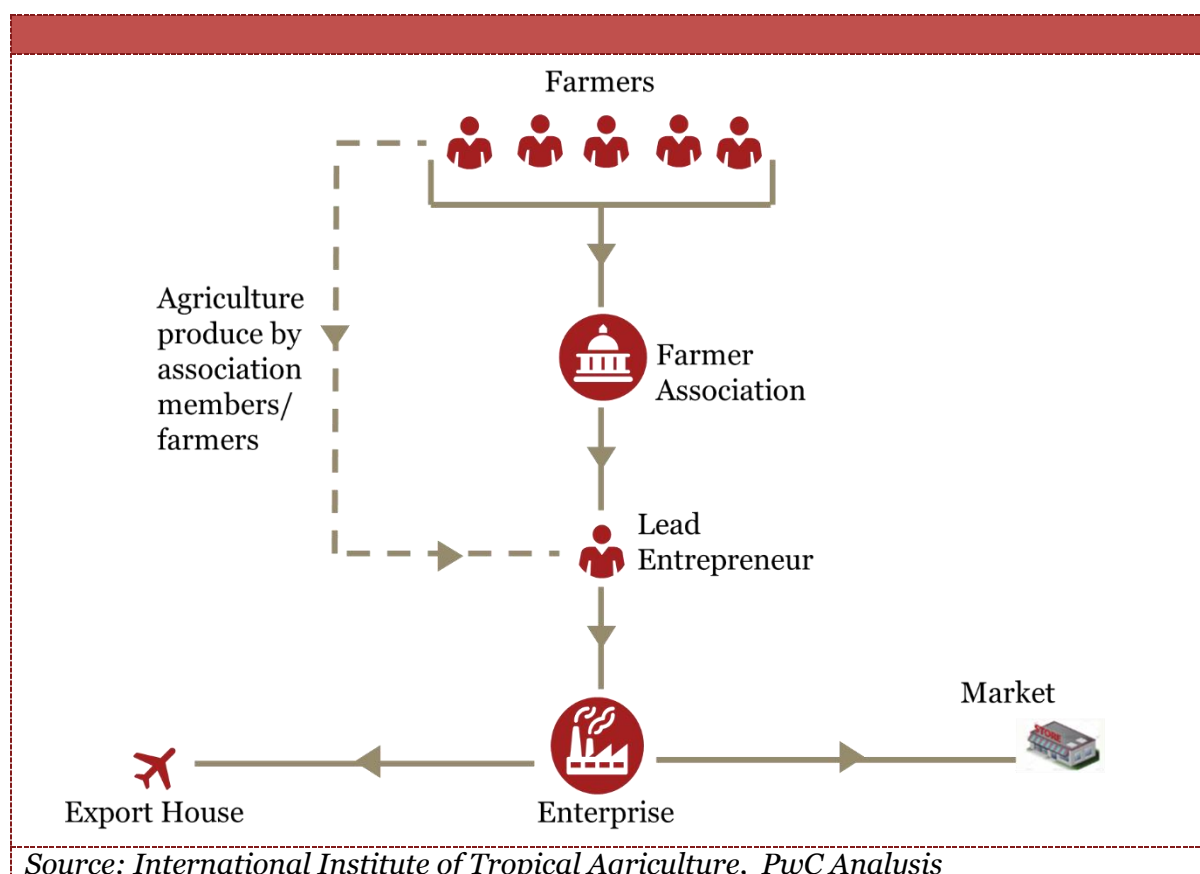 Farmers
Agriculture
produce by
association
members/
farmers
Farmer
Association
Lead
Entrepreneur
Market
STORE
Export House
Enterprise
Source: International Institute of Tropical Agriculture, PwC Analysis